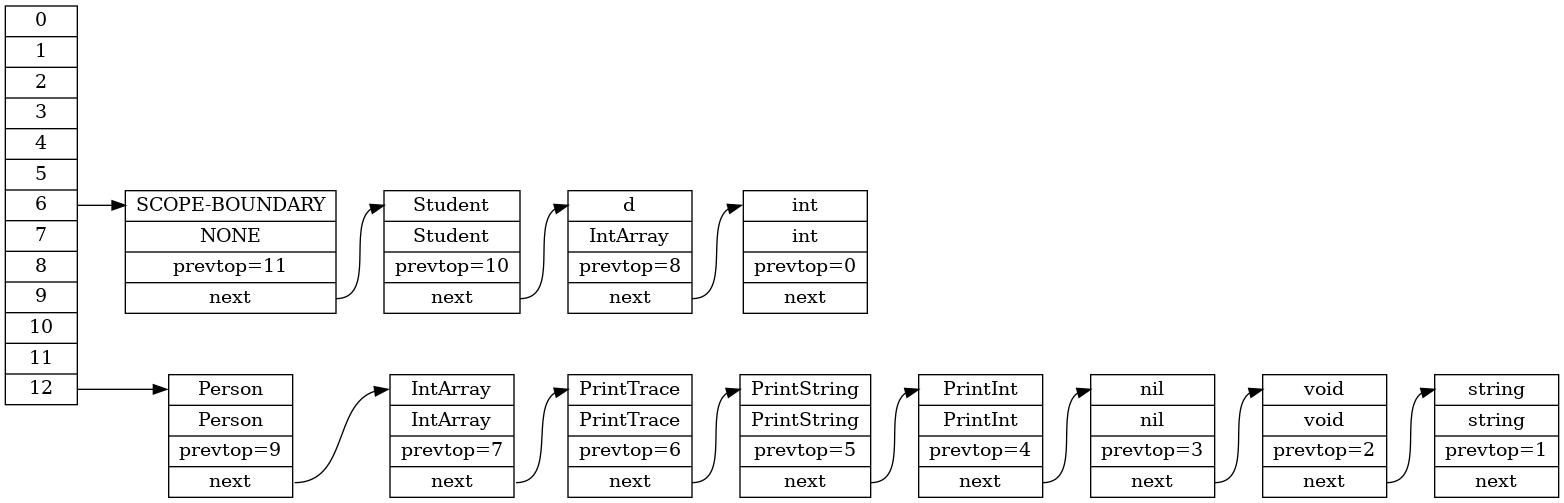 0
1
2
3
4
5
6
7
8
9
10
11
12
SCOPE-BOUNDARY
NONE
prevtop=11
next
Student
Student
prevtop=10
next
d
IntArray
prevtop=8
next
int
int
prevtop=0
next
Person
Person
prevtop=9
next
IntArray
IntArray
prevtop=7
next
PrintTrace
PrintTrace
prevtop=6
next
PrintString
PrintString
prevtop=5
next
PrintInt
PrintInt
prevtop=4
next
nil
nil
prevtop=3
next
void
void
prevtop=2
next
string
string
prevtop=1
next